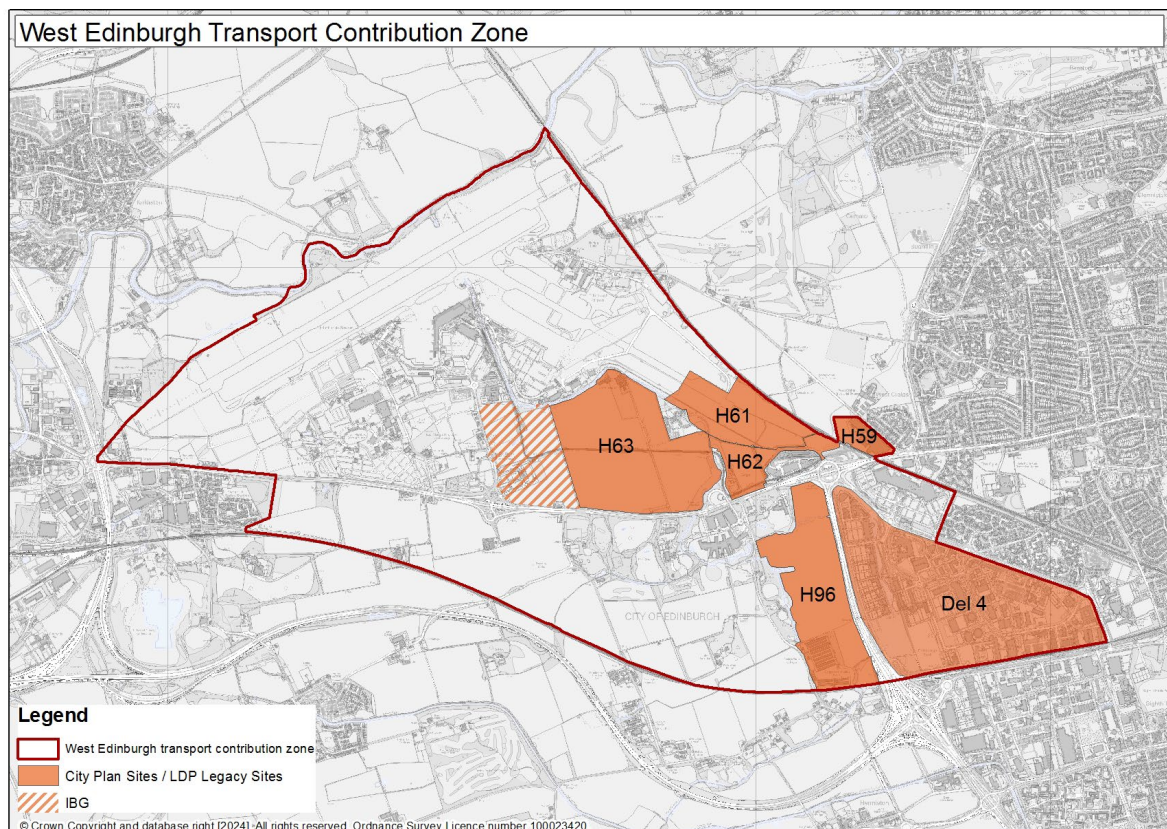 West Edinburgh Transport Contribution Zone
H61
H59
H63
H62
H96
Del 4
CITY OF EDINBURGH
Legend
West Edinburgh transport contribution zone
City Plan Sites / LDP Legacy Sites
IBG
© Crown Copyright and database right [2024]. All rights reserved. Ordnance Survey Licence number 100023420